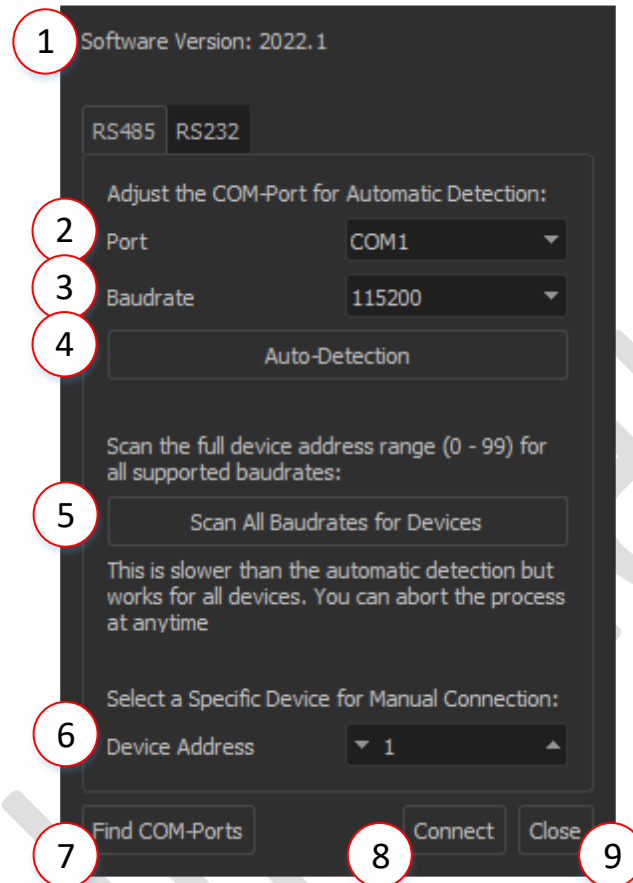 1 Software Version: 2022.1
RS485 RS232
Adjust the COM-Port for Automatic Detection:
2 Port COM1
3 Baudrate 115200
4 Auto-Detection
Scan the full device address range (0 - 99) for
all supported baudrates:
5 Scan All Baudrates for Devices
This is slower than the automatic detection but
works for all devices. You can abort the process
at anytime
Select a Specific Device for Manual Connection:
6 Device Address 1
Find COM-Ports Connect Close
7 8 9